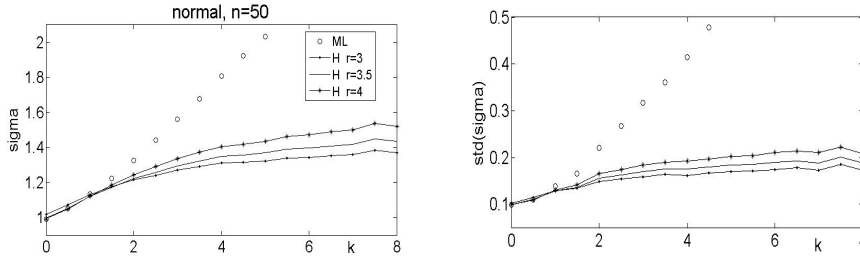 normal, n=50
sigma
2
1.8
1.6
1.4
1.2
1
0 2 4 6 k 8
ML
H r=3
H r=3.5
H r=4
std(sigma)
0.5
0.4
0.3
0.2
0.1
0 2 4 6 k